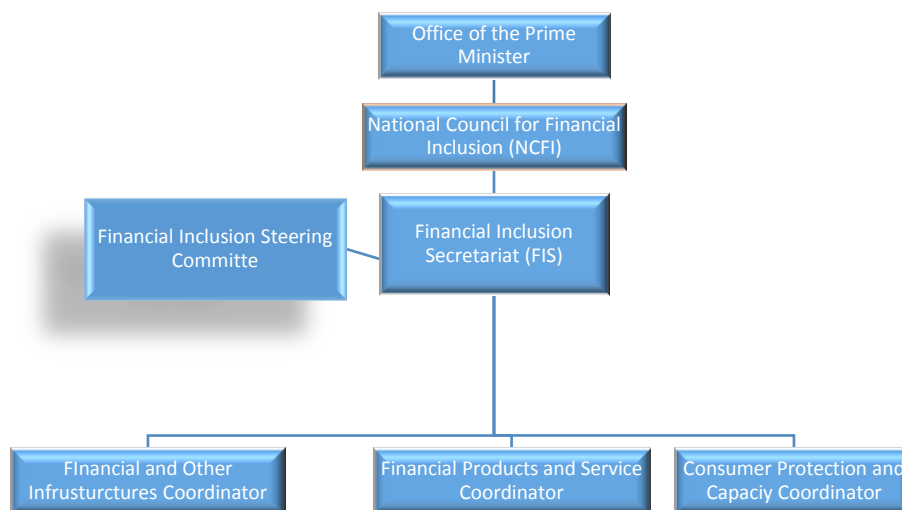 Office of the Prime
Minister
National Council for Financial
Inclusion (NCFI)
Financial Inclusion Steering
Committe
Financial Inclusion
Secretariat (FIS)
FInancial and Other
Infrusturctures Coordinator
Financial Products and Service
Coordinator
Consumer Protection and
Capaciy Coordinator